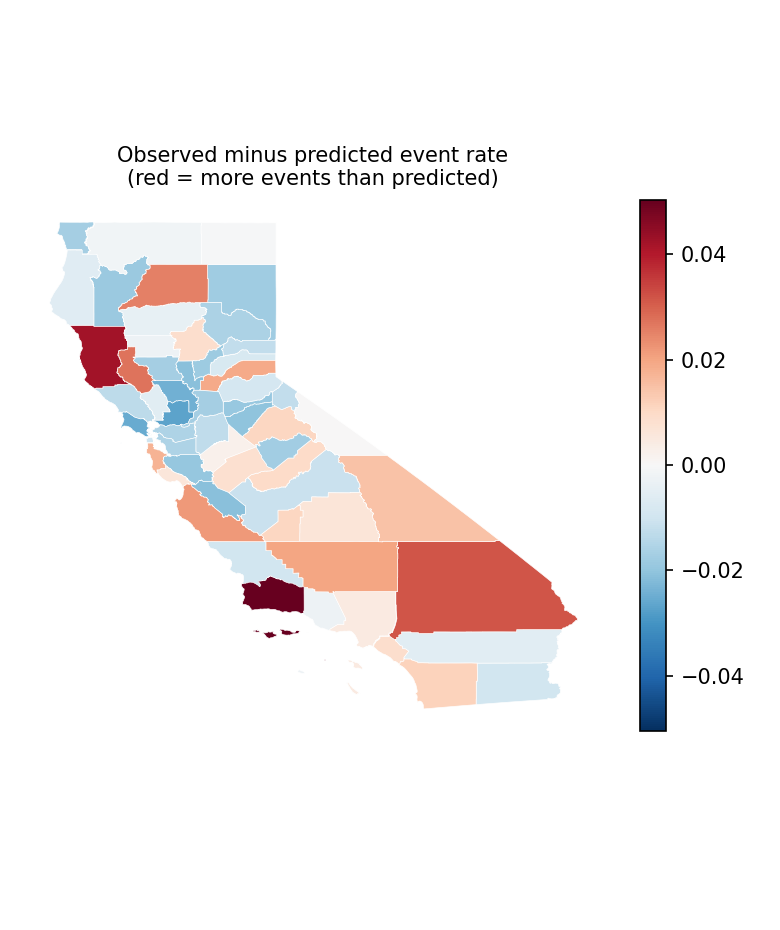 Observed minus predicted event rate
(red = more events than predicted)
0.04
0.02
0.00
−0.02
−0.04